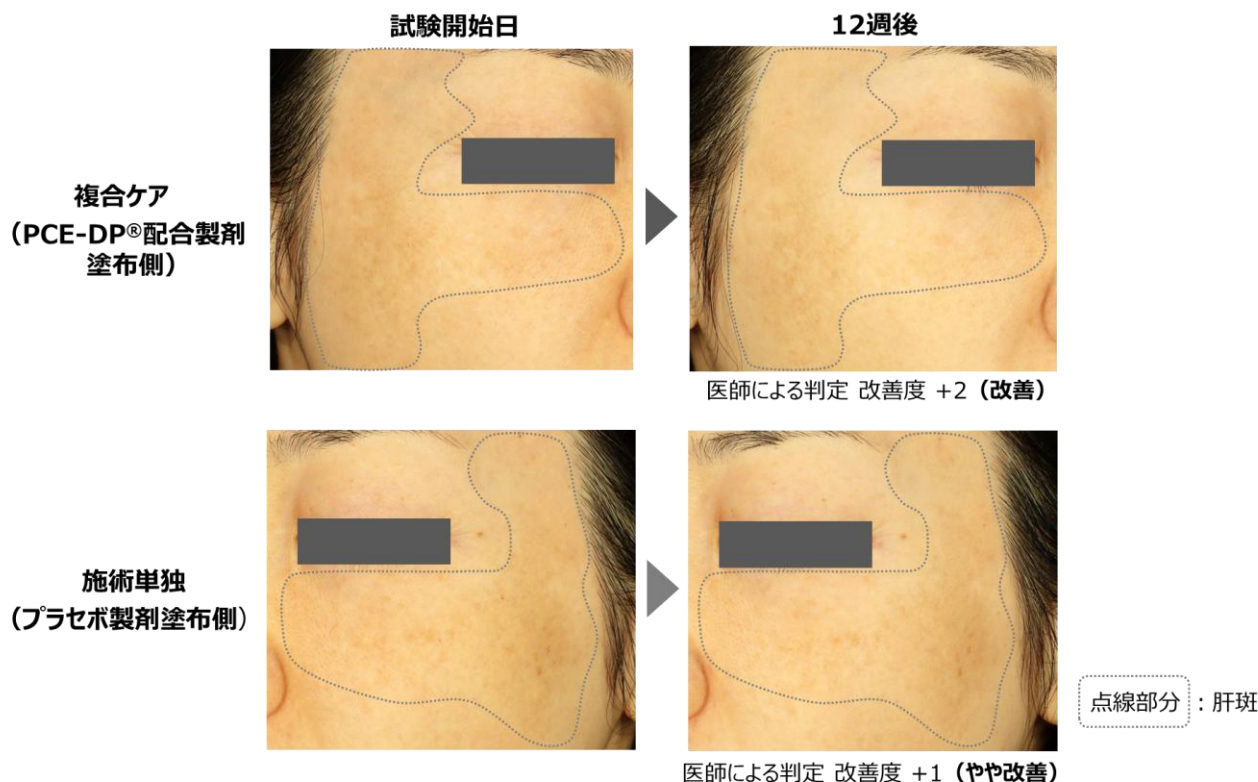 試験開始日
12週後
複合ケア
（PCE-DP®配合製剤
塗布側）
医師による判定 改善度 +2（改善）
施術単独
（プラセボ製剤塗布側）
点線部分：肝斑
医師による判定 改善度 +1（やや改善）